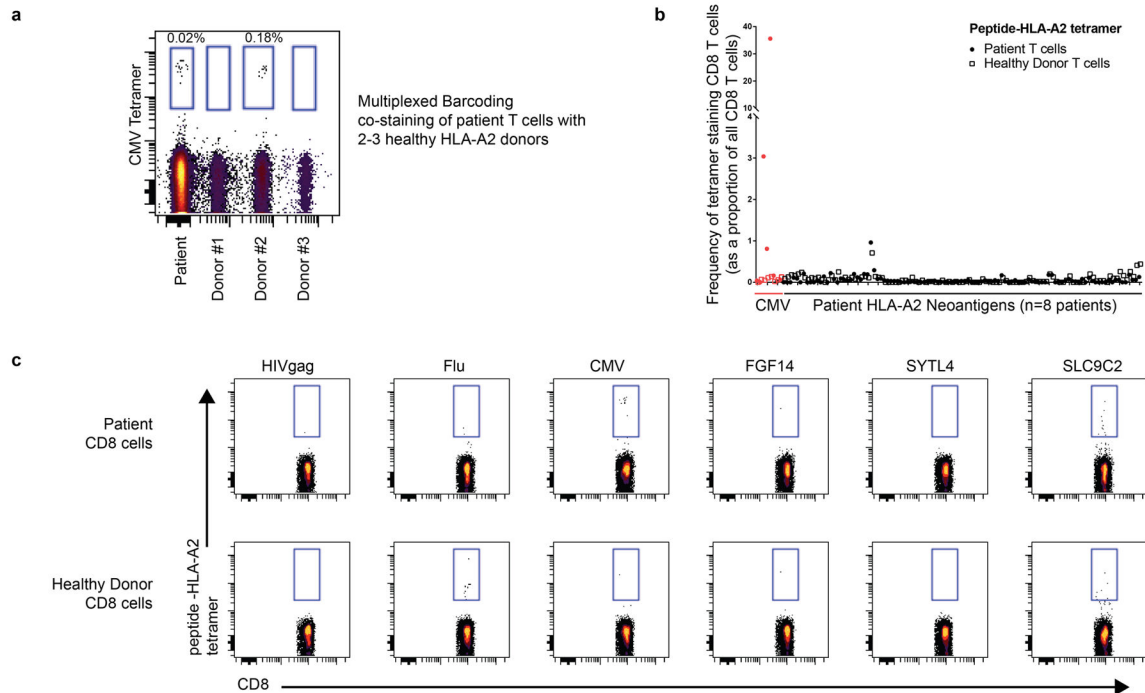 a
0.02%
0.18%
CMV Tetramer
Patient
Donor #1
Donor #2
Donor #3
Multiplexed Barcoding
co-staining of patient T cells with
2-3 healthy HLA-A2 donors
b
Frequency of tetramer staining CD8 T cells
(as a proportion of all CD8 T cells)
40
30
20
10
4
3
2
1
0
Peptide-HLA-A2 tetramer
Patient T cells
Healthy Donor T cells
CMV
Patient HLA-A2 Neoantigens (n=8 patients)
c
HIVgag
Flu
CMV
FGF14
SYTL4
SLC9C2
Patient
CD8 cells
Healthy Donor
CD8 cells
peptide -HLA-A2
tetramer
CD8